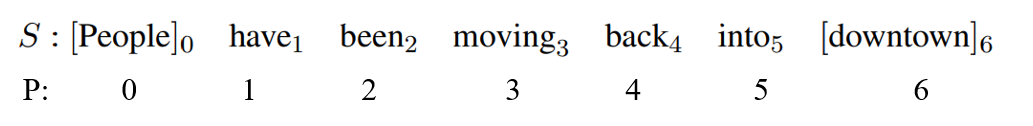 S : [People]0 have1 been2 moving3 back4 into5 [downtown]6
P: 0 1 2 3 4 5 6